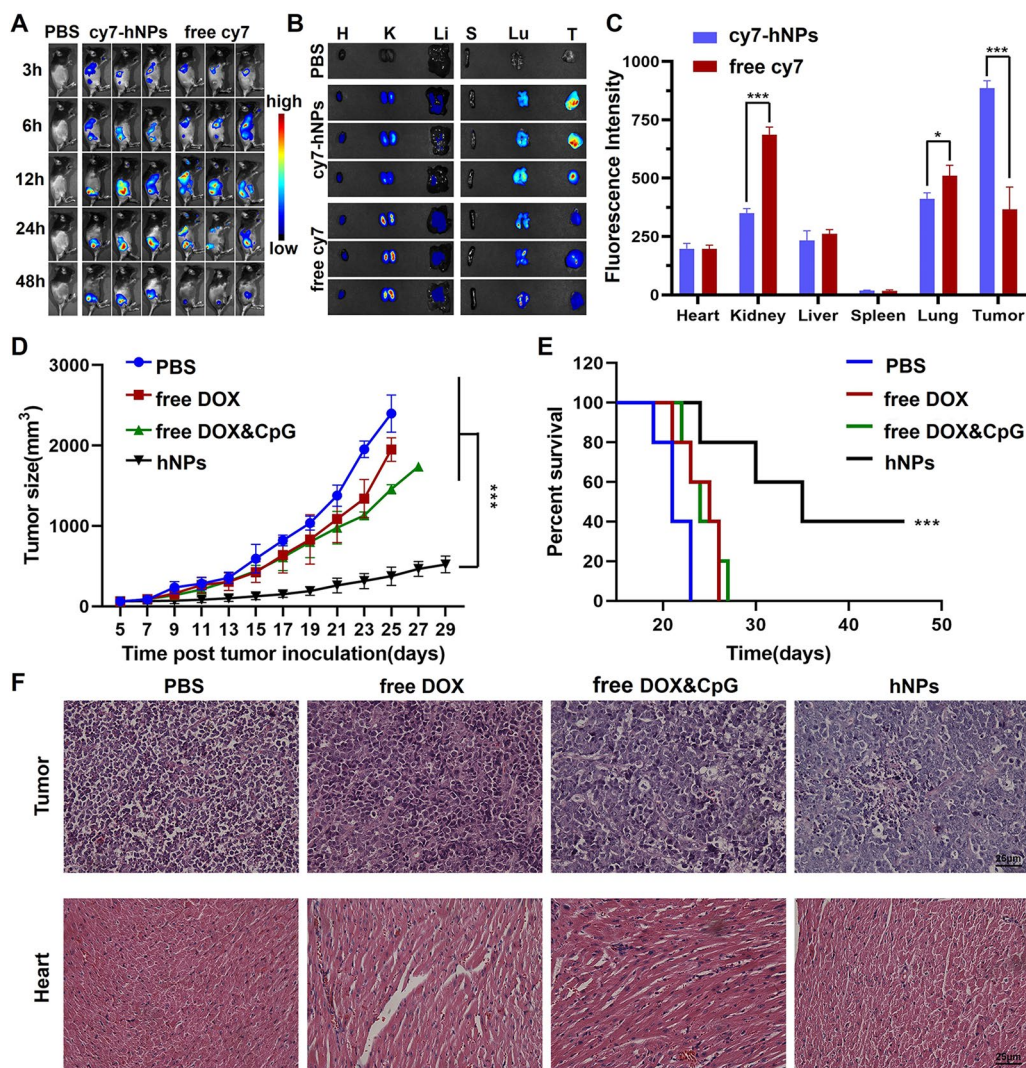 A
PBS cy7-hNPs free cy7
3h
6h
12h
24h
48h
high
low
B
H K Li S Lu T
PBS
cy7-hNPs
free cy7
C
cy7-hNPs
free cy7
Fluorescence Intensity
1000
750
500
250
0
***
*
***
Heart Kidney Liver Spleen Lung Tumor
D
PBS
free DOX
free DOX&CpG
hNPs
Tumor size(mm³)
3000
2000
1000
0
***
5 7 9 11 13 15 17 19 21 23 25 27 29
Time post tumor inoculation(days)
E
PBS
free DOX
free DOX&CpG
hNPs
Percent survival
120
100
80
60
40
20
0
***
20 30 40 50
Time(days)
F
PBS free DOX free DOX&CpG hNPs
Tumor
25μm
Heart
25μm